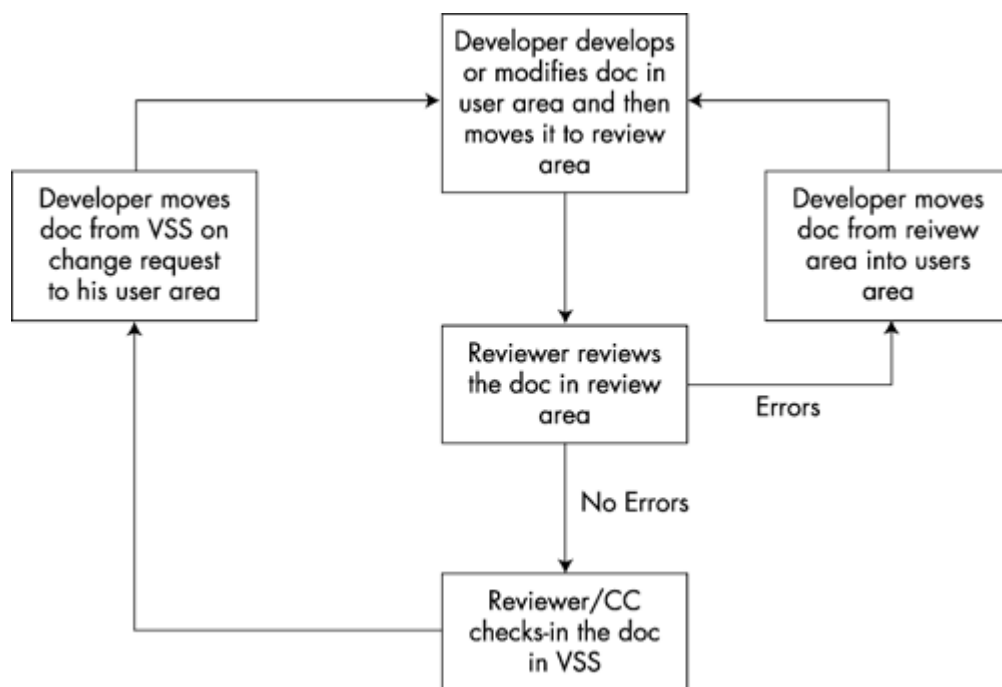 Developer develops
or modifies doc in
user area and then
moves it to review
area
Developer moves
doc from VSS on
change request
to his user area
Developer moves
doc from reivew
area into users
area
Reviewer reviews
the doc in review
area
Errors
No Errors
Reviewer/CC
checks-in the doc
in VSS